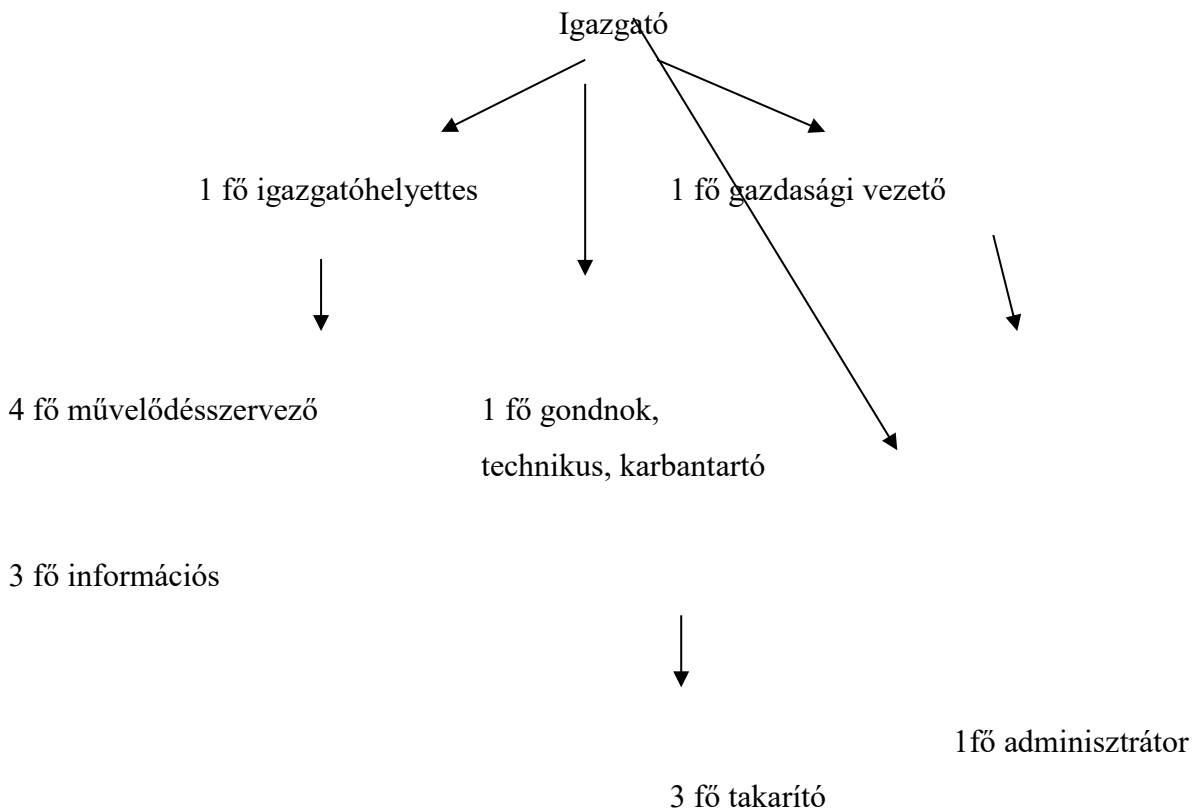 Igazgató
1 fő igazgatóhelyettes
1 fő gazdasági vezető
4 fő művelődésszervező
1 fő gondnok,
technikus, karbantartó
3 fő információs
1fő adminisztrátor
3 fő takarító